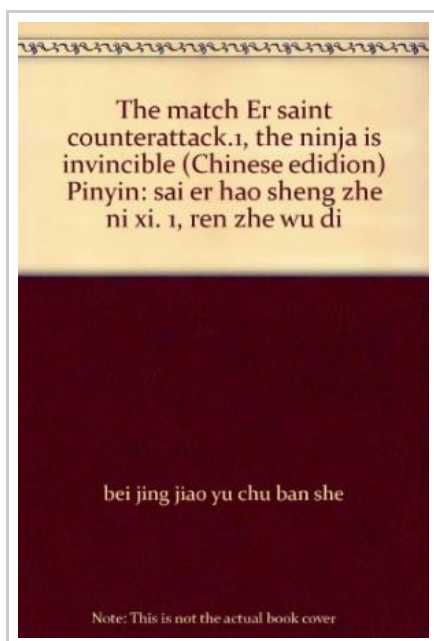 The match Er saint
counterattack.1, the ninja is
invincible (Chinese edidion)
Pinyin: sai er hao sheng zhe
ni xi. 1, ren zhe wu di
bei jing jiao yu chu ban she
Note: This is not the actual book cover